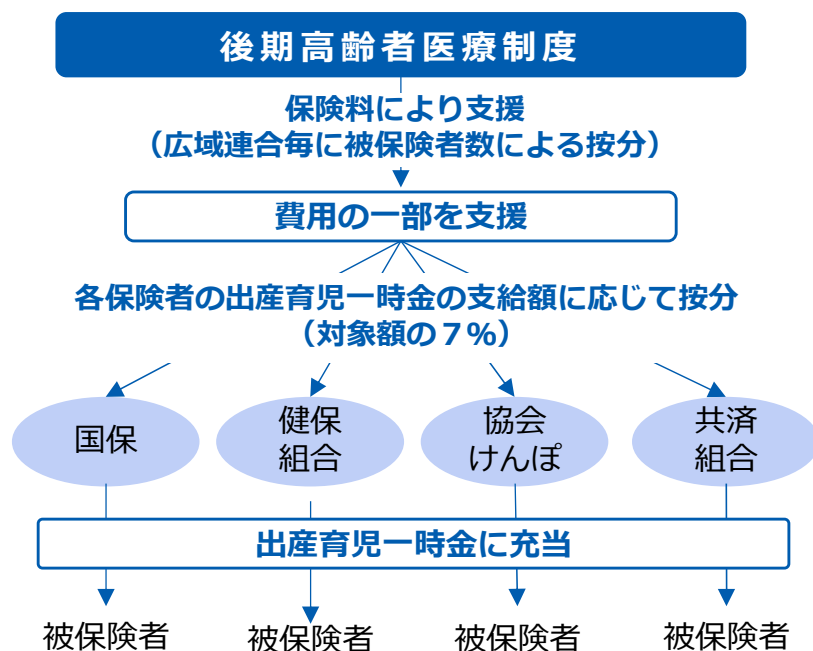 後期高齢者医療制度
保険料により支援
(広域連合毎に被保険者数による按分)
費用の一部を支援
各保険者の出産育児一時金の支給額に応じて按分
(対象額の７%)
国保
健保
組合
協会
けんぽ
共済
組合
出産育児一時金に充当
被保険者
被保険者
被保険者
被保険者